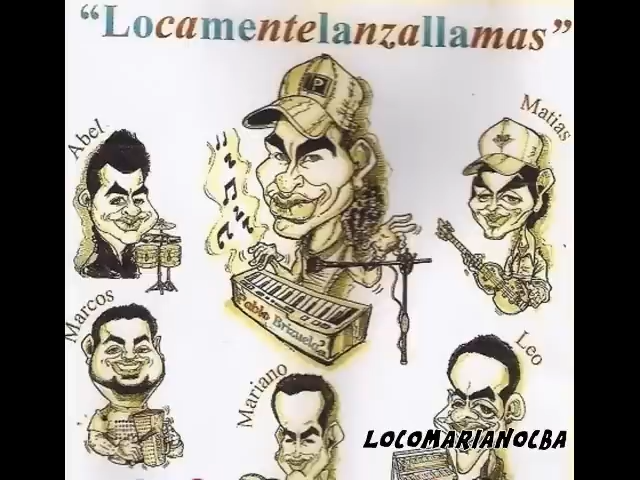 “Locamentelanzallamas”
Abel
Matias
P
Marcos
Pablo Brizuela
Mariano
Leo
LOCOMARIANOCBA